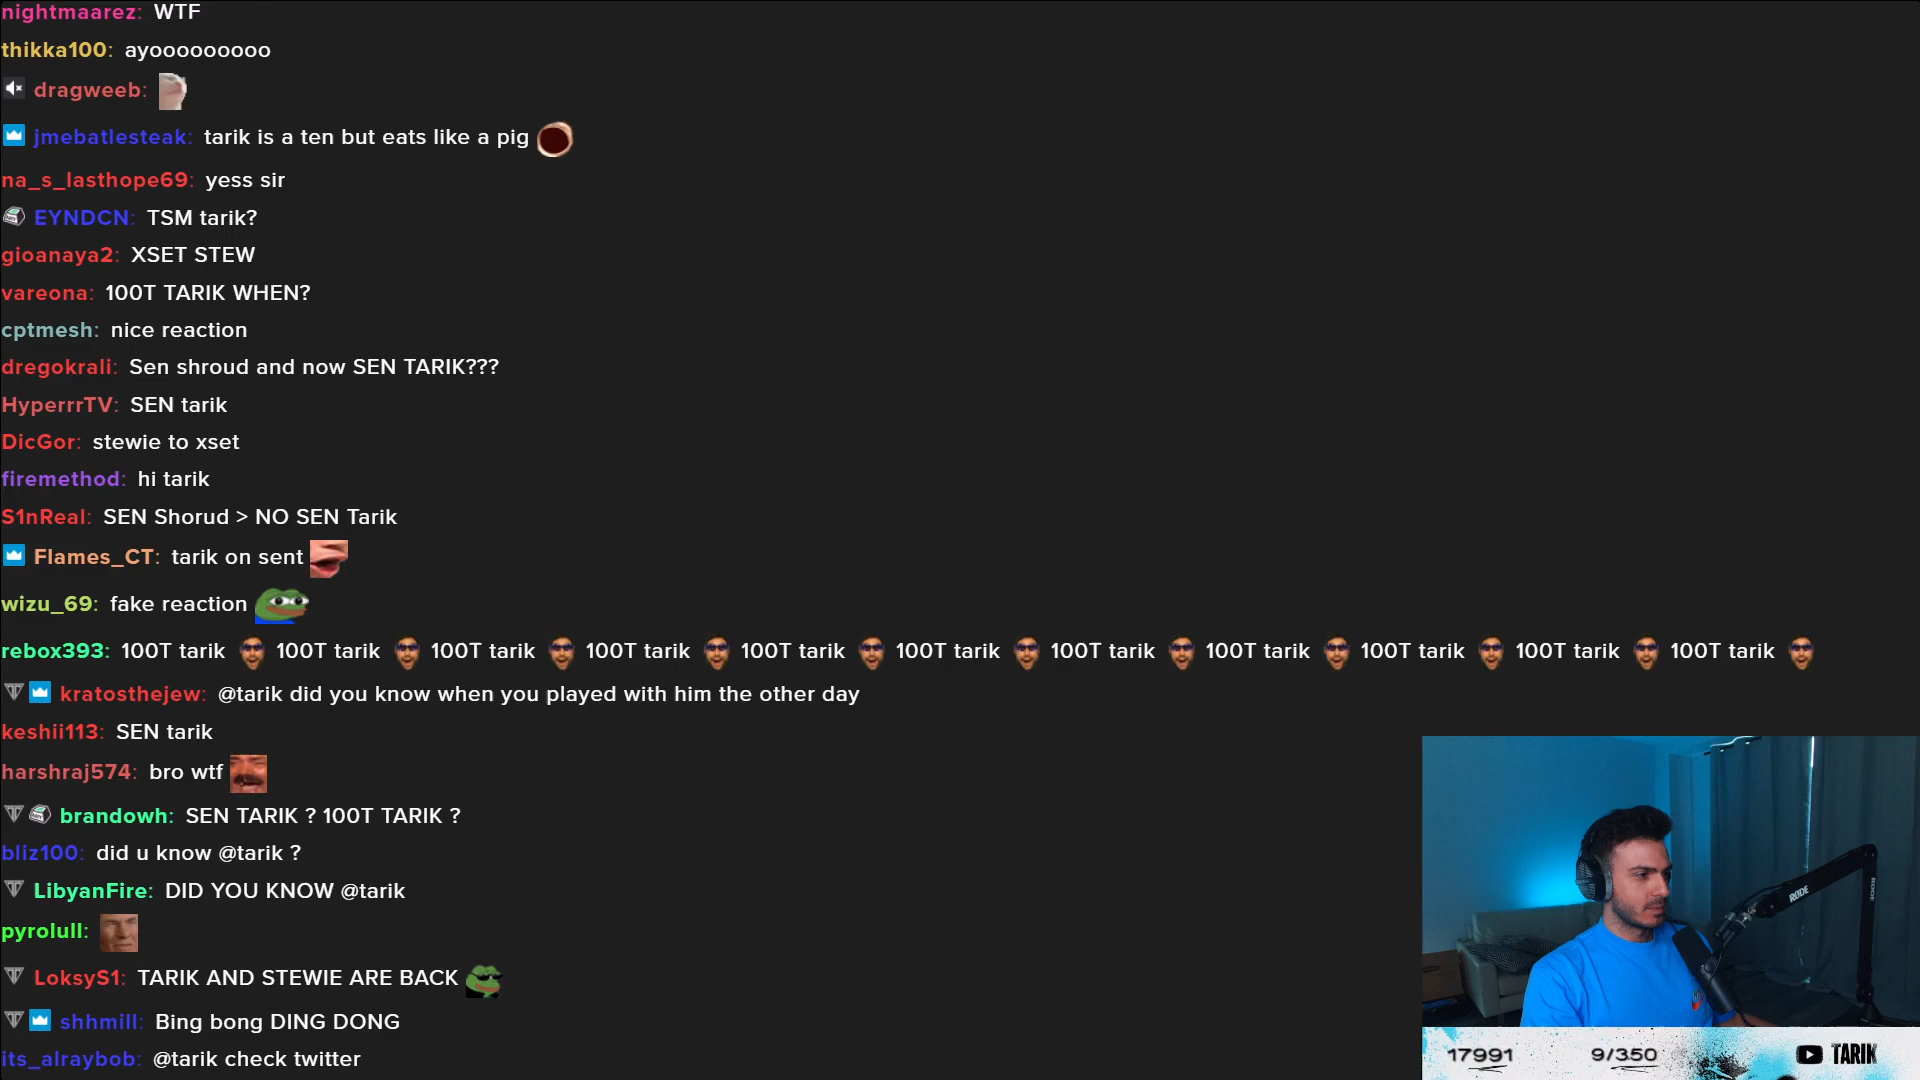 nightmaarez: WTF
thikka100: ayooooooooo
dragweeb:
jmebatlesteak: tarik is a ten but eats like a pig
na_s_lasthope69: yess sir
EYNDCN: TSM tarik?
gioanaya2: XSET STEW
vareona: 100T TARIK WHEN?
cptmesh: nice reaction
dregokrali: Sen shroud and now SEN TARIK???
HyperrrTV: SEN tarik
DicGor: stewie to xset
firemethod: hi tarik
S1nReal: SEN Shorud > NO SEN Tarik
Flames_CT: tarik on sent
wizu_69: fake reaction
rebox393: 100T tarik 100T tarik 100T tarik 100T tarik 100T tarik 100T tarik 100T tarik 100T tarik 100T tarik 100T tarik 100T tarik
kratosthejew: @tarik did you know when you played with him the other day
keshii113: SEN tarik
harshraj574: bro wtf
brandowh: SEN TARIK ? 100T TARIK ?
bliz100: did u know @tarik ?
LibyanFire: DID YOU KNOW @tarik
pyrolull:
LoksyS1: TARIK AND STEWIE ARE BACK
shhmill: Bing bong DING DONG
its_alraybob: @tarik check twitter
RØDE
RØDE
17991 9/350 TARIK